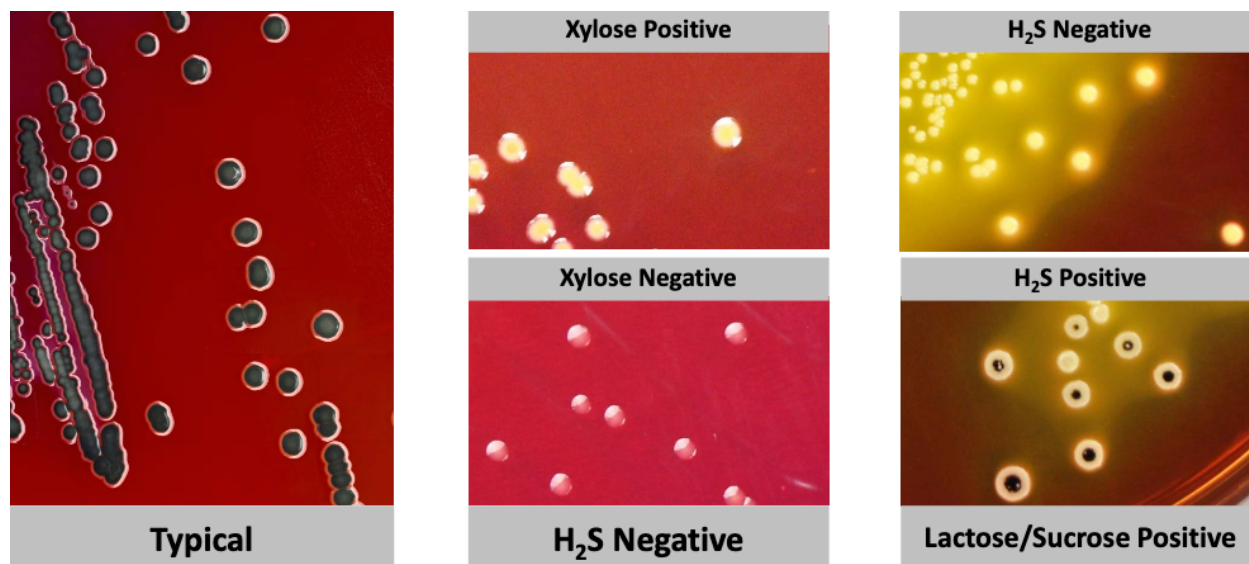 Xylose Positive
H₂S Negative
Xylose Negative
H₂S Positive
Typical
H₂S Negative
Lactose/Sucrose Positive